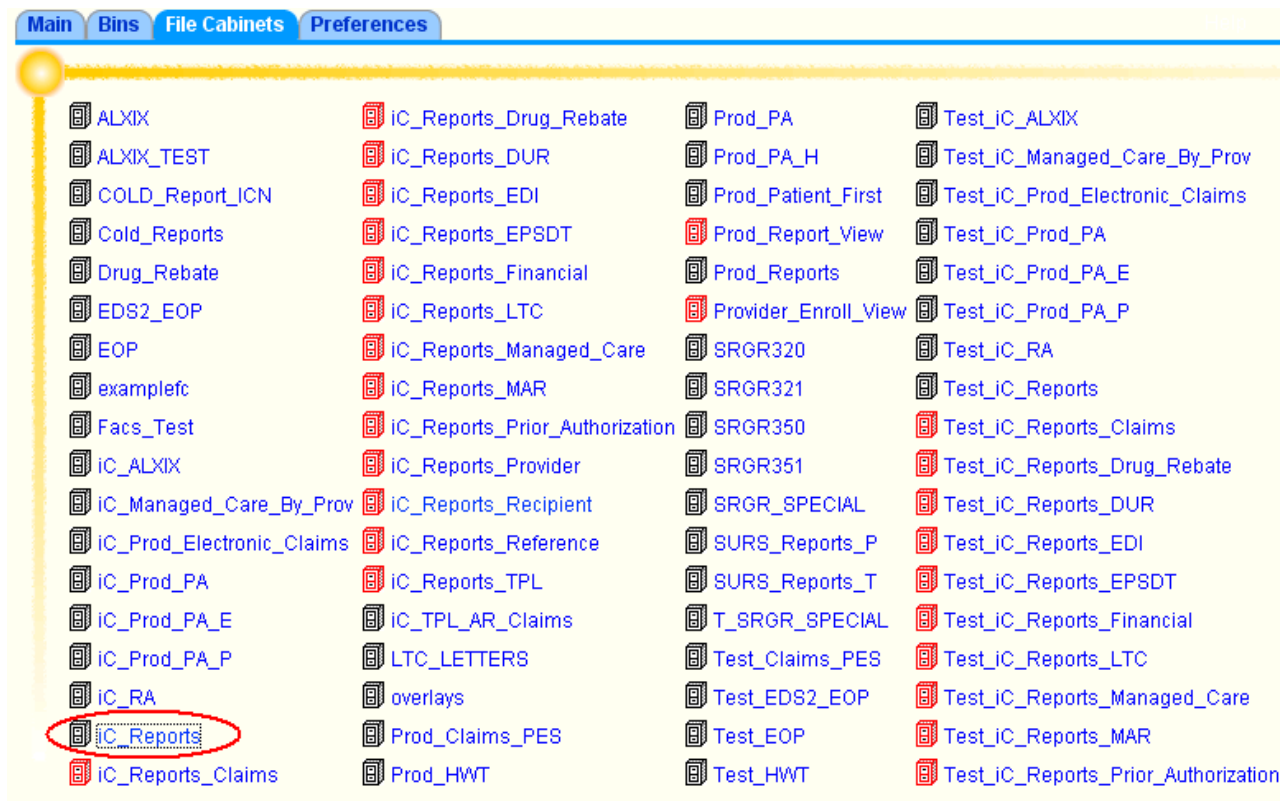 Main Bins File Cabinets Preferences
ALXIX
ALXIX_TEST
COLD_Report_ICN
Cold_Reports
Drug_Rebate
EDS2_EOP
EOP
examplefc
Facs_Test
iC_ALXIX
iC_Managed_Care_By_Prov
iC_Prod_Electronic_Claims
iC_Prod_PA
iC_Prod_PA_E
iC_Prod_PA_P
iC_RA
iC_Reports
iC_Reports_Claims
iC_Reports_Drug_Rebate
iC_Reports_DUR
iC_Reports_EDI
iC_Reports_EPSDT
iC_Reports_Financial
iC_Reports_LTC
iC_Reports_Managed_Care
iC_Reports_MAR
iC_Reports_Prior_Authorization
iC_Reports_Provider
iC_Reports_Recipient
iC_Reports_Reference
iC_Reports_TPL
iC_TPL_AR_Claims
LTC_LETTERS
overlays
Prod_Claims_PES
Prod_HWT
Prod_PA
Prod_PA_H
Prod_Patient_First
Prod_Report_View
Prod_Reports
Provider_Enroll_View
SRGR320
SRGR321
SRGR350
SRGR351
SRGR_SPECIAL
SURS_Reports_P
SURS_Reports_T
T_SRGR_SPECIAL
Test_Claims_PES
Test_EDS2_EOP
Test_EOP
Test_HWT
Test_iC_ALXIX
Test_iC_Managed_Care_By_Prov
Test_iC_Prod_Electronic_Claims
Test_iC_Prod_PA
Test_iC_Prod_PA_E
Test_iC_Prod_PA_P
Test_iC_RA
Test_iC_Reports
Test_iC_Reports_Claims
Test_iC_Reports_Drug_Rebate
Test_iC_Reports_DUR
Test_iC_Reports_EDI
Test_iC_Reports_EPSDT
Test_iC_Reports_Financial
Test_iC_Reports_LTC
Test_iC_Reports_Managed_Care
Test_iC_Reports_MAR
Test_iC_Reports_Prior_Authorization